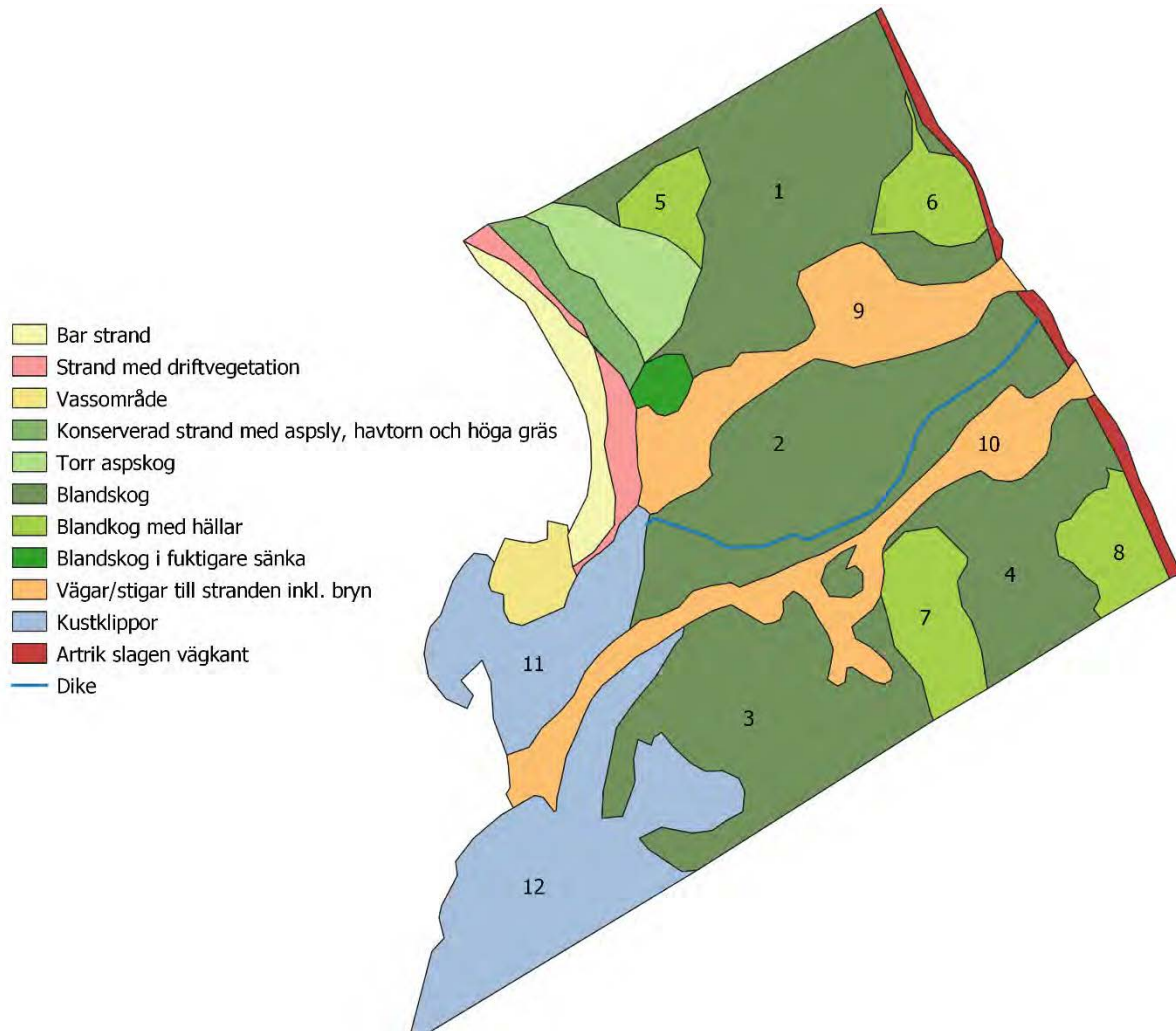 Bar strand
Strand med driftvegetation
Vassområde
Konserverad strand med aspsly, havtorn och höga gräs
Torr aspskog
Blandskog
Blandkog med hällar
Blandskog i fuktigare sänka
Vägar/stigar till stranden inkl. bryn
Kustklippor
Artrik slagen vägkant
Dike
1
5
6
9
2
10
8
4
7
11
3
12